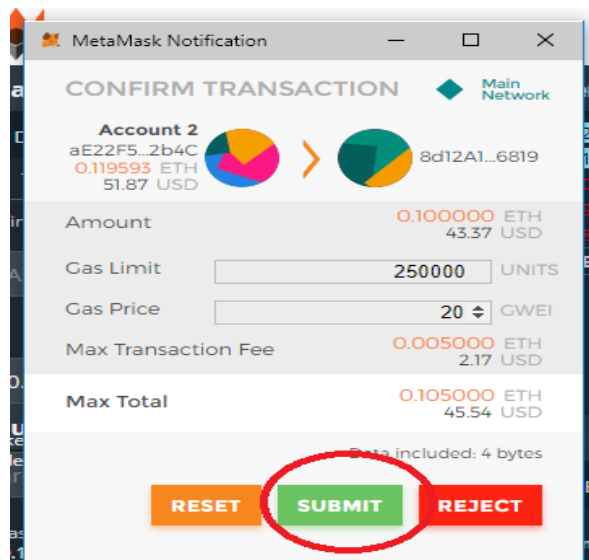 MetaMask Notification
CONFIRM TRANSACTION
Main
Network
Account 2
aE22F5...2b4C
0.119593 ETH
51.87 USD
8d12A1...6819
Amount
0.100000 ETH
43.37 USD
Gas Limit
250000 UNITS
Gas Price
20 GWEI
Max Transaction Fee
0.005000 ETH
2.17 USD
Max Total
0.105000 ETH
45.54 USD
Data included: 4 bytes
RESET SUBMIT REJECT